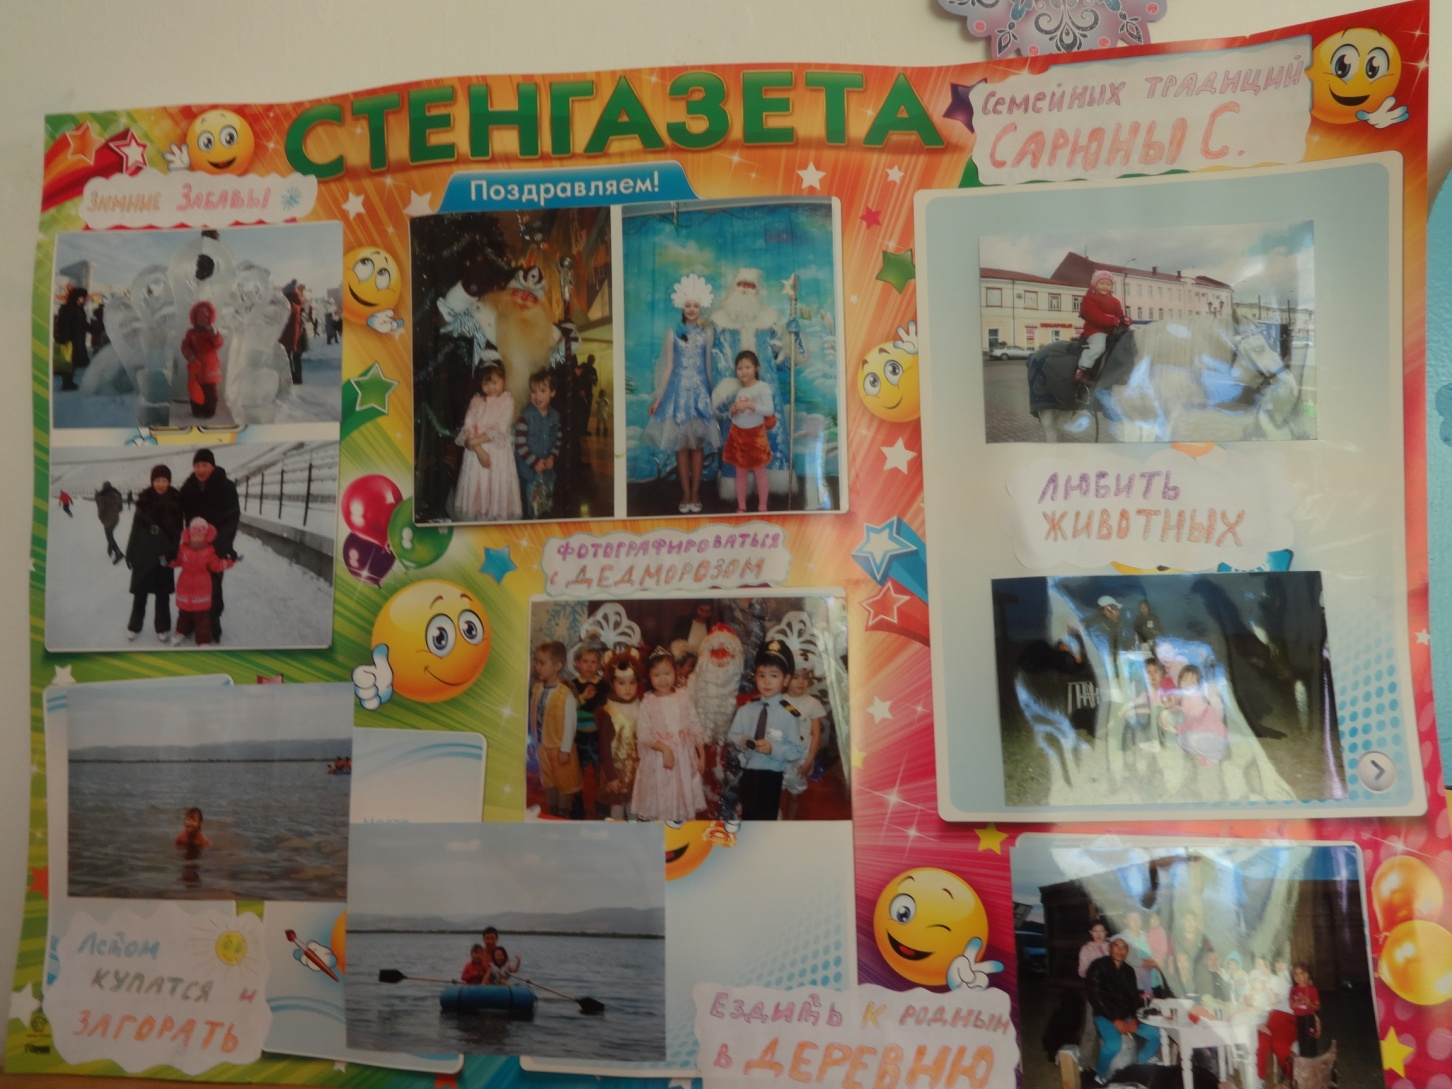 СТЕНГАЗЕТА
Семейных традиций
Сарюны С.
Зимние забавы
Поздравляем!
Фотографироваться
с Дедморозом
Любить
животных
Летом
купатся и
загорать
Ездить к родным
в деревню